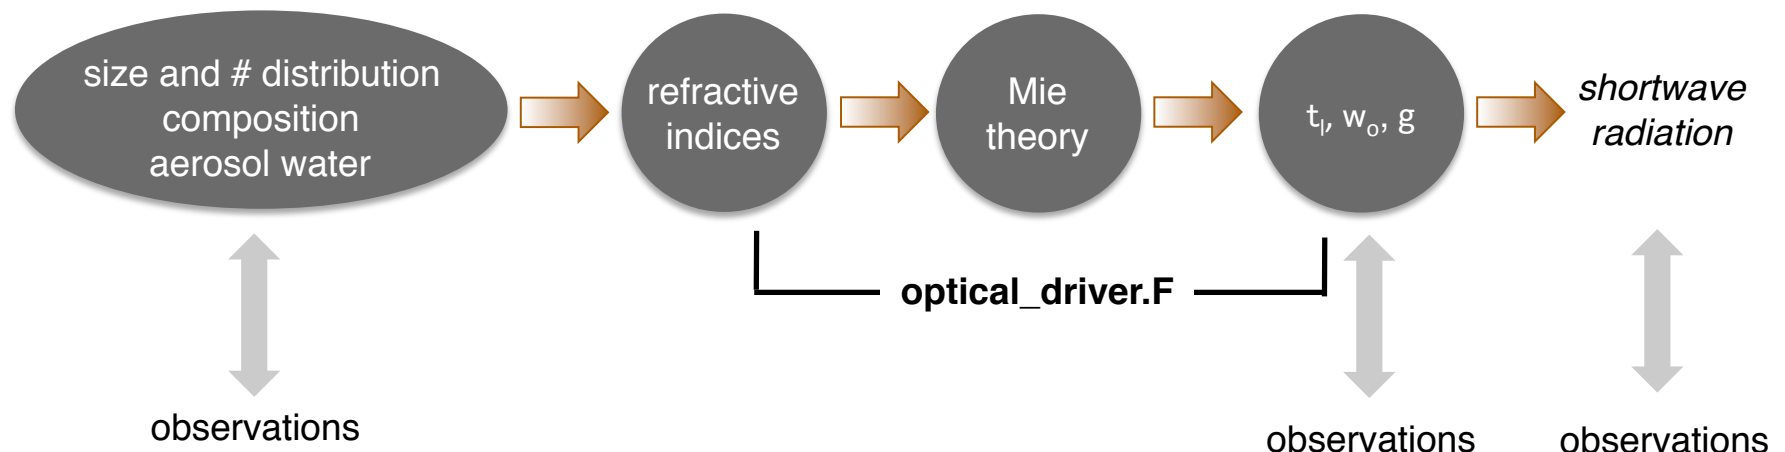 size and # distribution
composition
aerosol water
refractive
indices
Mie
theory
tₗ, wₒ, g
shortwave
radiation
optical_driver.F
observations
observations
observations